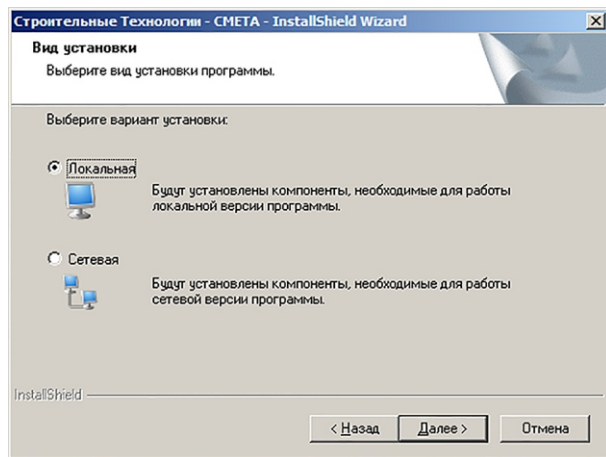 Строительные Технологии - СМЕТА - InstallShield Wizard
Вид установки
Выберите вид установки программы.
Выберите вариант установки:
Локальная
Будут установлены компоненты, необходимые для работы
локальной версии программы.
Сетевая
Будут установлены компоненты, необходимые для работы
сетевой версии программы.
InstallShield
< Назад
Далее >
Отмена